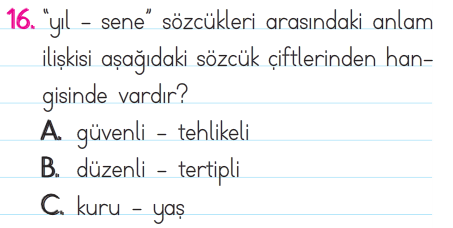 16. "yıl – sene" sözcükleri arasındaki anlam
ilişkisi aşağıdaki sözcük çiftlerinden han-
gisinde vardır?
A. güvenli – tehlikeli
B. düzenli – tertipli
C. kuru – yaş